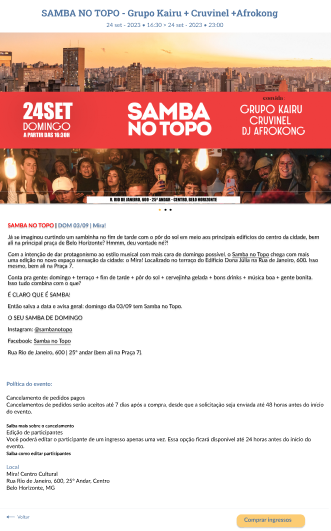 SAMBA NO TOPO - Grupo Kairu + Cruvinel +Afrokong
24 set - 2023 • 16:30 > 24 set - 2023 • 23:00
24SET
DOMINGO
A PARTIR DAS 16:30H
SAMBA
NO TOPO
GRUPO KAIRU
CRUVINEL
DJ AFROKONG
R. RIO DE JANEIRO, 600 - 25º ANDAR - CENTRO. BELO HORIZONTE
SAMBA NO TOPO | DOM 03/09 | Mira!
Já se imaginou curtindo um sambinha no fim de tarde com o pôr do sol em meio aos principais edifícios do centro da cidade, bem
ali na principal praça de Belo Horizonte? Hmmm, deu vontade né?!
Com a intenção de dar protagonismo ao estilo musical com mais cara de domingo possível, o Samba no Topo chega com mais
uma edição no novo espaço sensação da cidade: o Mira! Localizado no terraço do Edifício Dona Júlia na Rua de Janeiro, 600. Isso
mesmo, bem ali na Praça 7.
Conta pra gente: domingo + terraço + fim de tarde + pôr do sol + cervejinha gelada + bons drinks + música boa + gente bonita.
Isso tudo combina com o que?
É CLARO QUE É SAMBA!
Então salva a data e avisa geral: domingo dia 03/09 tem Samba no Topo.
O SEU SAMBA DE DOMINGO
Instagram: @sambanotopo
Facebook: Samba no Topo
Rua Rio de Janeiro, 600 | 25º andar (bem ali na Praça 7).
Política do evento:
Cancelamento de pedidos pagos
Cancelamentos de pedidos serão aceitos até 7 dias após a compra, desde que a solicitação seja enviada até 48 horas antes do início
do evento.
Saiba mais sobre o cancelamento
Edição de participantes
Você poderá editar o participante de um ingresso apenas uma vez. Essa opção ficará disponível até 24 horas antes do início do
evento.
Saiba como editar participantes
Local
Mira! Centro Cultural
Rua Rio de Janeiro, 600, 25º Andar, Centro
Belo Horizonte, MG
Voltar
Comprar ingressos